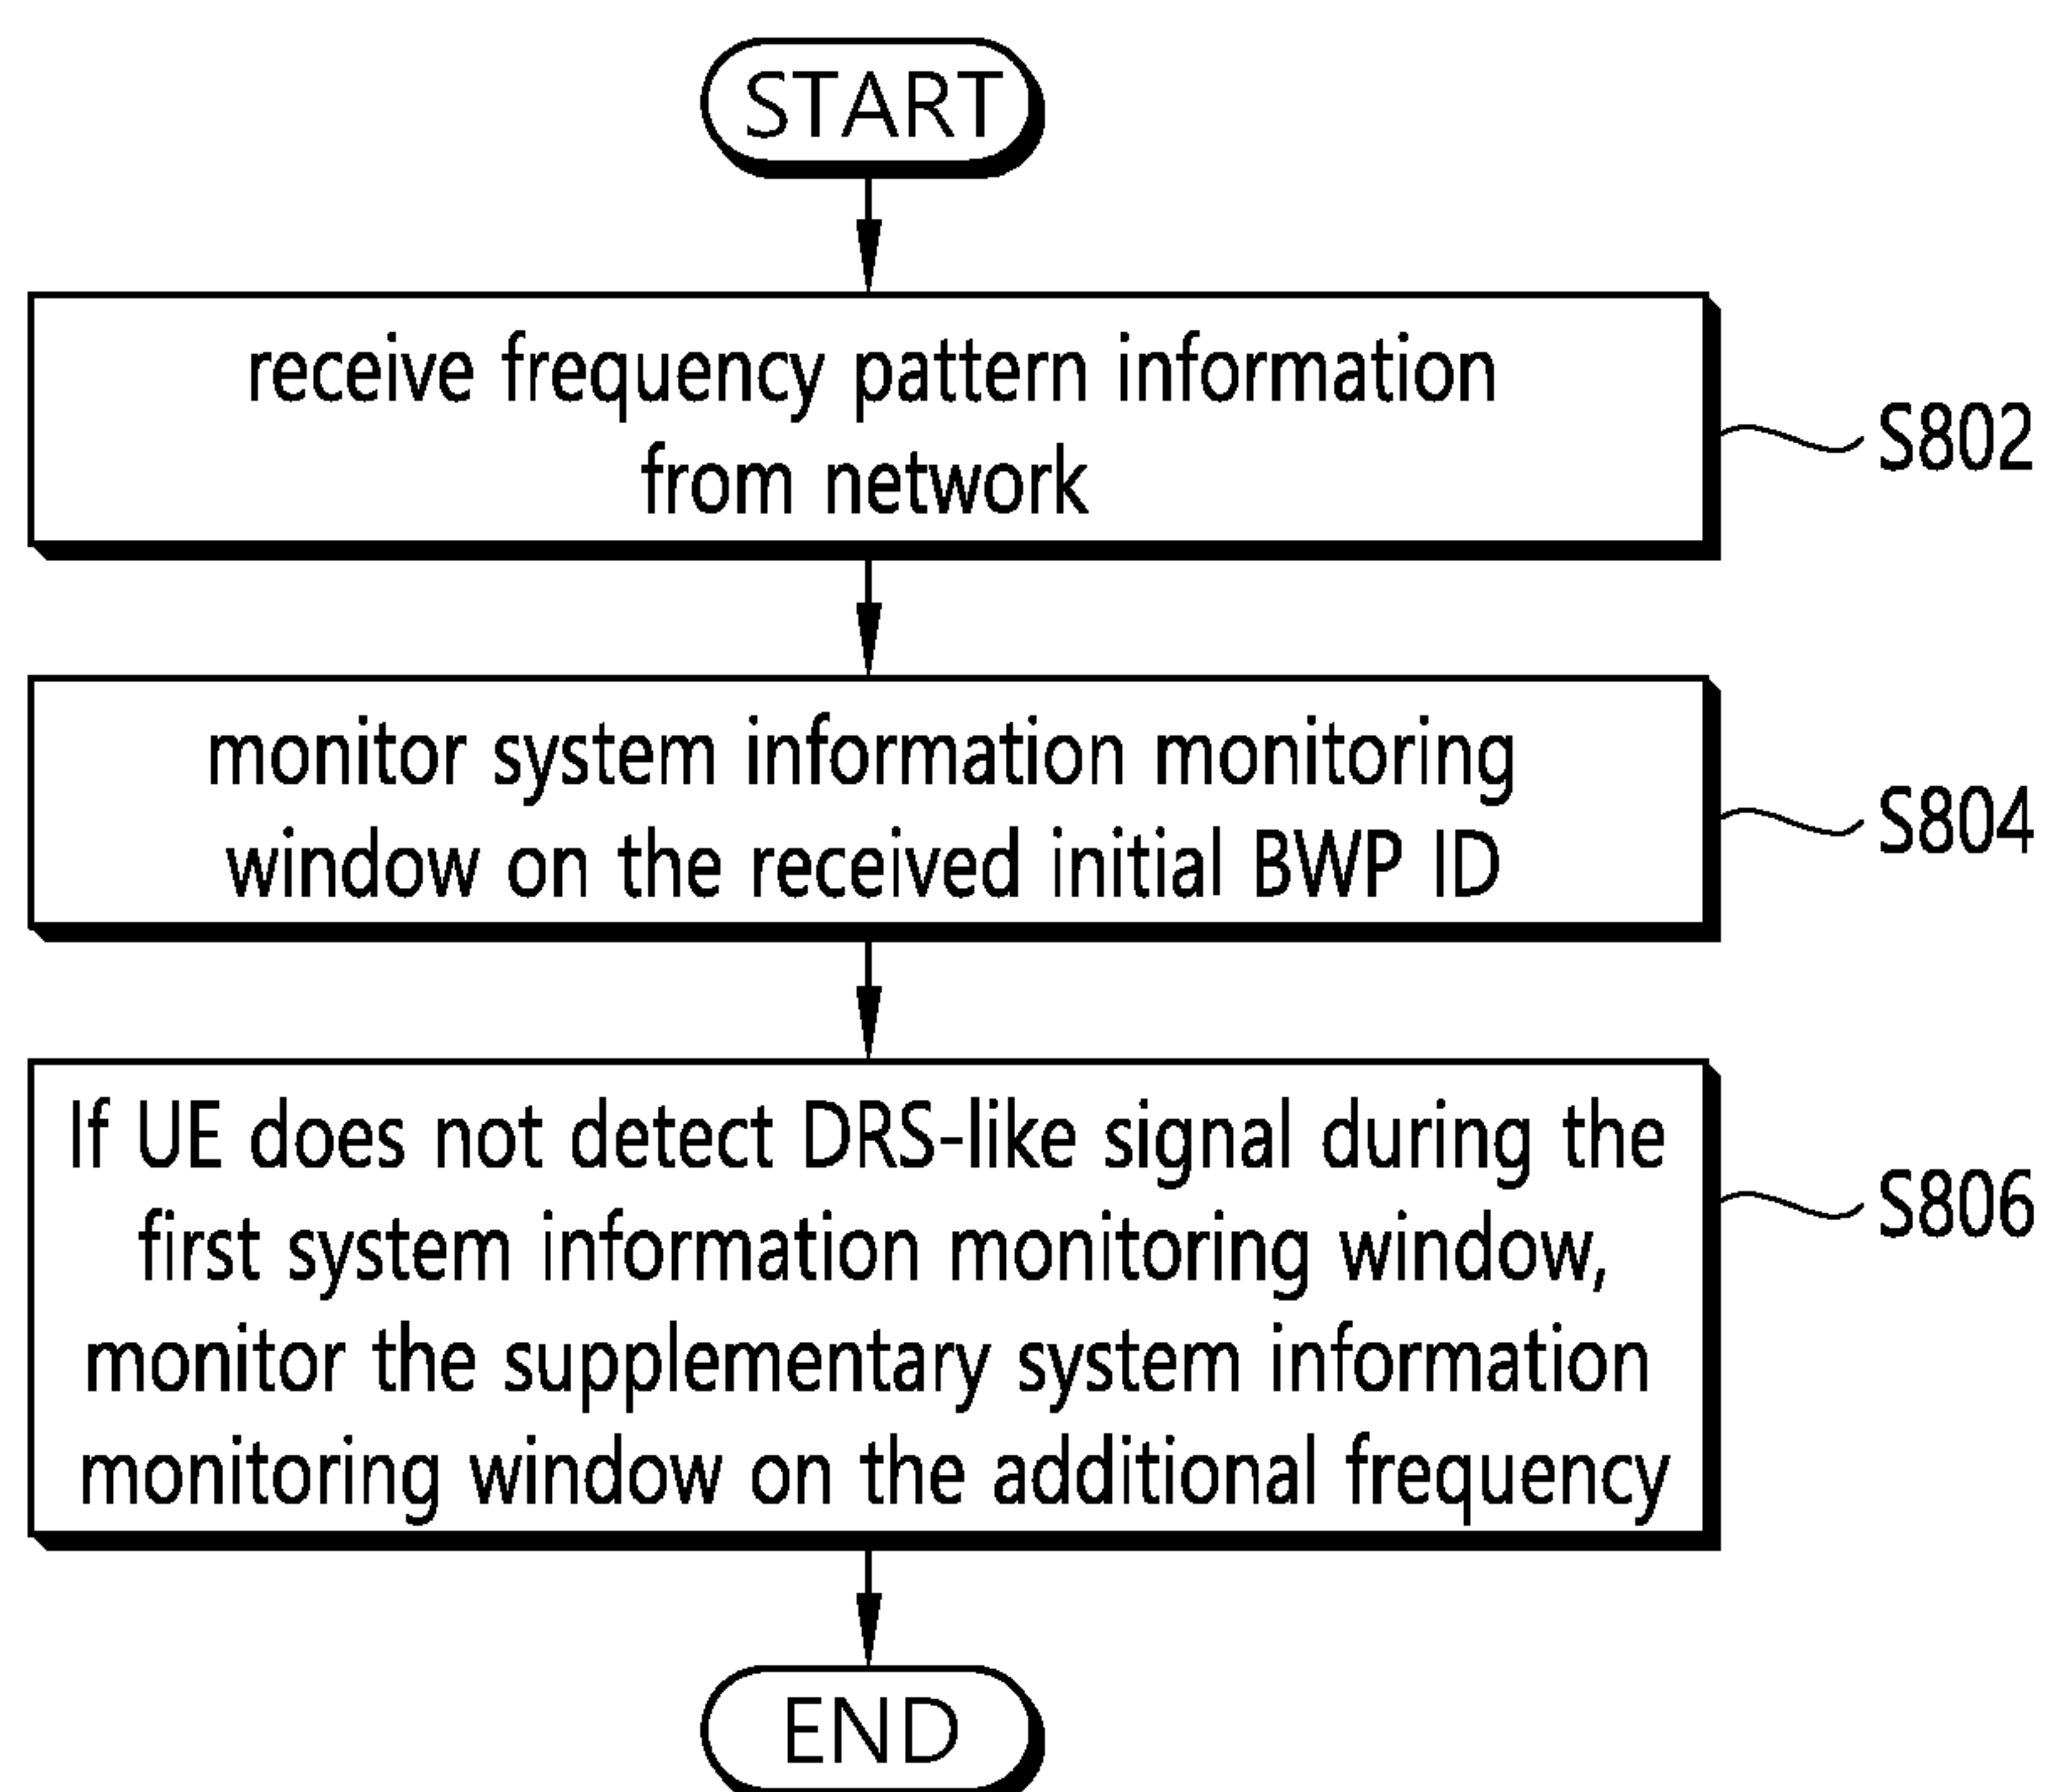 START
receive frequency pattern information
from network
S802
monitor system information monitoring
window on the received initial BWP ID
S804
If UE does not detect DRS-like signal during the
first system information monitoring window,
monitor the supplementary system information
monitoring window on the additional frequency
S806
END